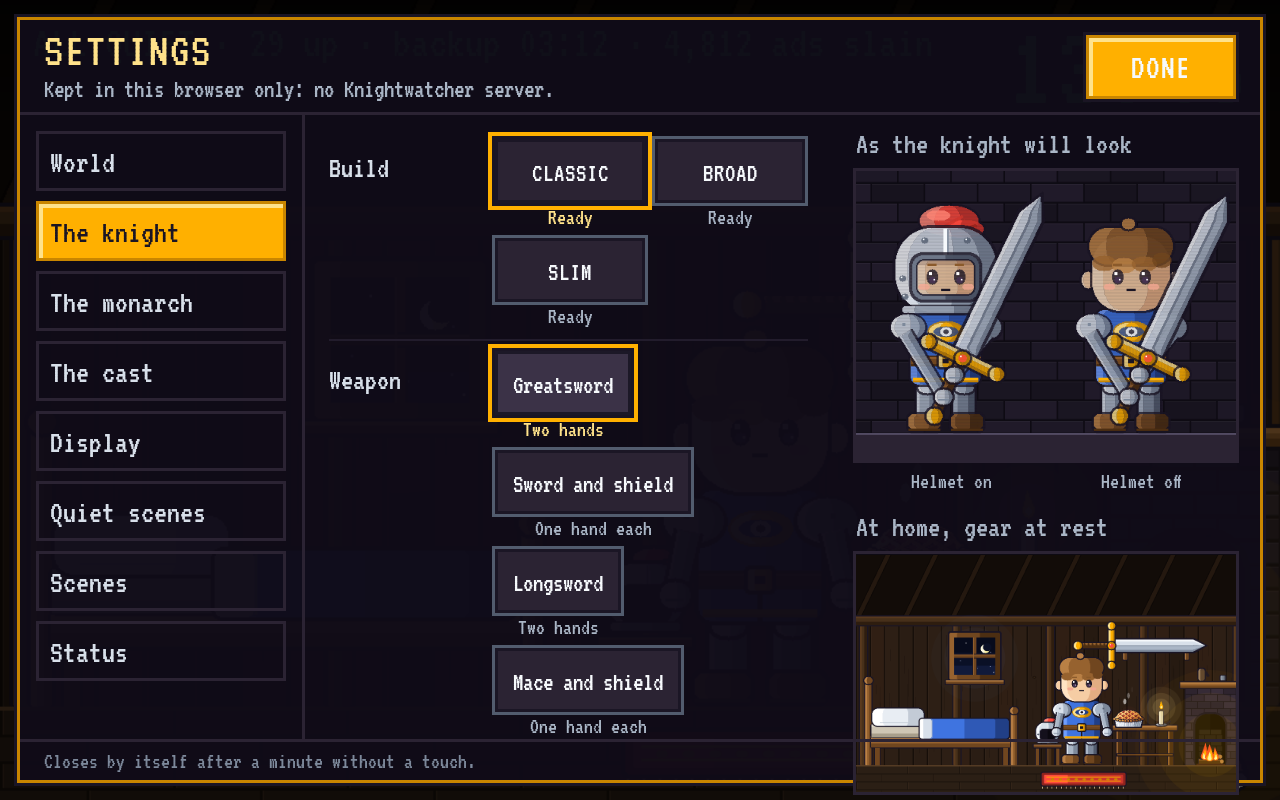 SETTINGS
Kept in this browser only: no Knightwatcher server.
DONE
World
The knight
The monarch
The cast
Display
Quiet scenes
Scenes
Status
Build
CLASSIC
Ready
BROAD
Ready
SLIM
Ready
Weapon
Greatsword
Two hands
Sword and shield
One hand each
Longsword
Two hands
Mace and shield
One hand each
As the knight will look
Helmet on
Helmet off
At home, gear at rest
Closes by itself after a minute without a touch.